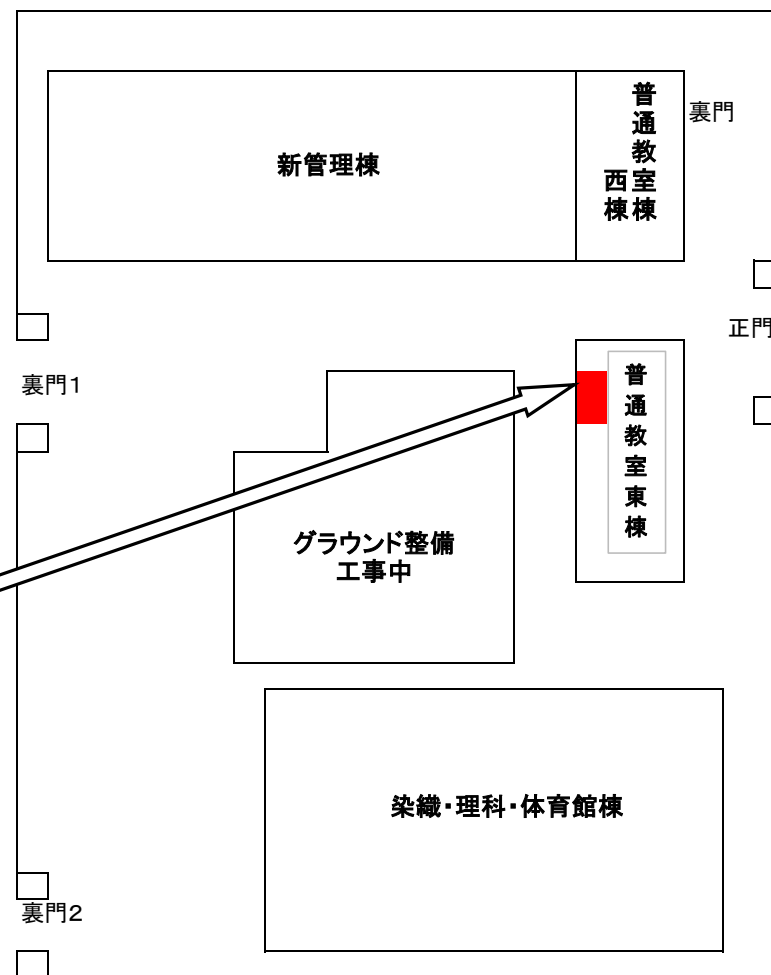 新管理棟
普通教室棟
西棟
裏門
正門
裏門1
普通教室東棟
グラウンド整備
工事中
染織・理科・体育館棟
裏門2